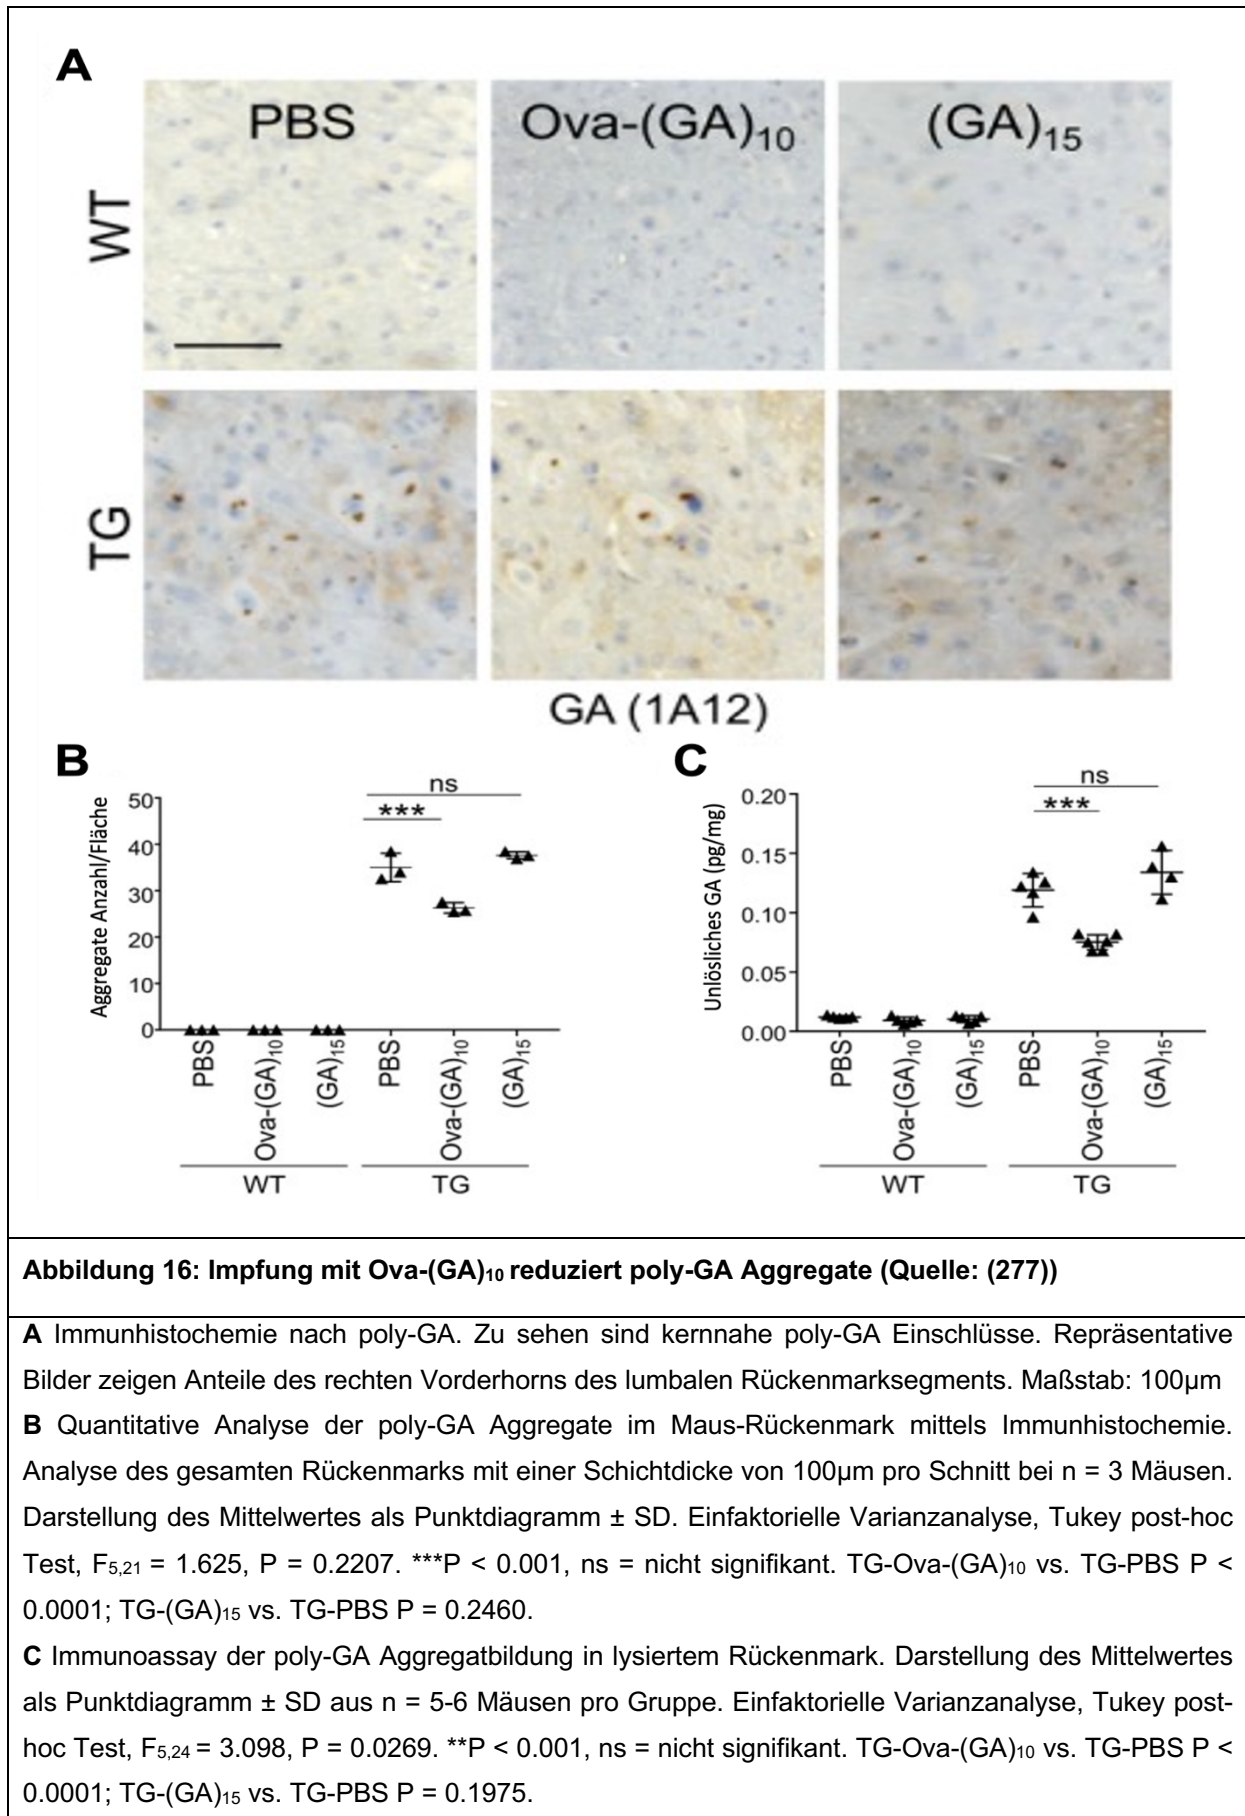 A
PBS
Ova-(GA)₁₀
(GA)₁₅
WT
TG
GA (1A12)
B
Aggregate Anzahl/Fläche
50
40
30
20
10
0
ns
***
PBS
Ova-(GA)₁₀
(GA)₁₅
PBS
Ova-(GA)₁₀
(GA)₁₅
WT
TG
C
Unlösliches GA (pg/mg)
0.20
0.15
0.10
0.05
0.00
ns
***
PBS
Ova-(GA)₁₀
(GA)₁₅
PBS
Ova-(GA)₁₀
(GA)₁₅
WT
TG
Abbildung 16: Impfung mit Ova-(GA)₁₀ reduziert poly-GA Aggregate (Quelle: (277))
A Immunhistochemie nach poly-GA. Zu sehen sind kernnahe poly-GA Einschlüsse. Repräsentative
Bilder zeigen Anteile des rechten Vorderhorns des lumbalen Rückenmarksegments. Maßstab: 100µm
B Quantitative Analyse der poly-GA Aggregate im Maus-Rückenmark mittels Immunhistochemie.
Analyse des gesamten Rückenmarks mit einer Schichtdicke von 100µm pro Schnitt bei n = 3 Mäusen.
Darstellung des Mittelwertes als Punktdiagramm ± SD. Einfaktorielle Varianzanalyse, Tukey post-hoc
Test, F₅,₂₁ = 1.625, P = 0.2207. ***P < 0.001, ns = nicht signifikant. TG-Ova-(GA)₁₀ vs. TG-PBS P <
0.0001; TG-(GA)₁₅ vs. TG-PBS P = 0.2460.
C Immunoassay der poly-GA Aggregatbildung in lysiertem Rückenmark. Darstellung des Mittelwertes
als Punktdiagramm ± SD aus n = 5-6 Mäusen pro Gruppe. Einfaktorielle Varianzanalyse, Tukey post-
hoc Test, F₅,₂₄ = 3.098, P = 0.0269. **P < 0.001, ns = nicht signifikant. TG-Ova-(GA)₁₀ vs. TG-PBS P <
0.0001; TG-(GA)₁₅ vs. TG-PBS P = 0.1975.